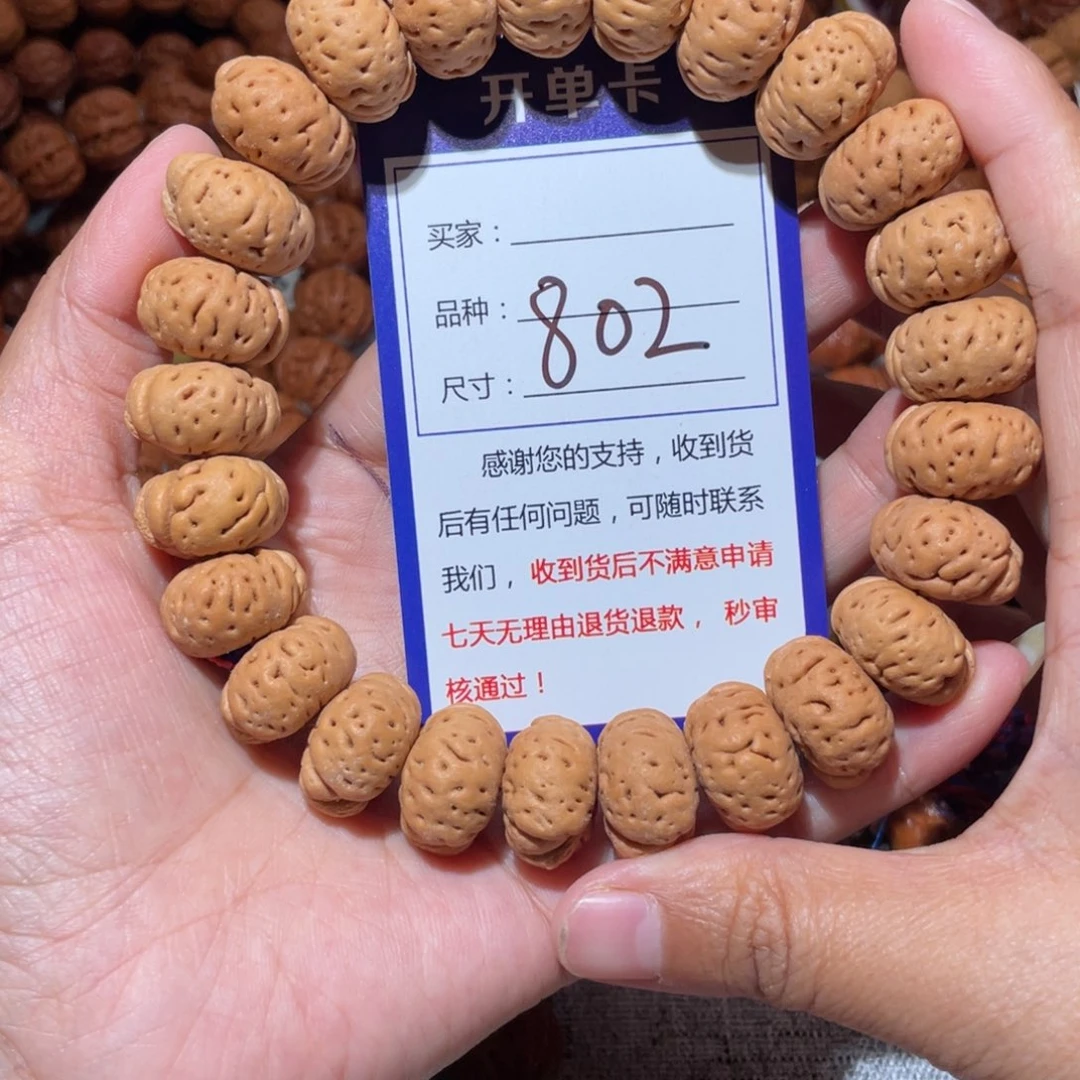 开单卡
买家：
品种：
802
尺寸：
感谢您的支持，收到货
后有任何问题，可随时联系
我们，收到货后不满意申请
七天无理由退货退款，秒审
核通过！